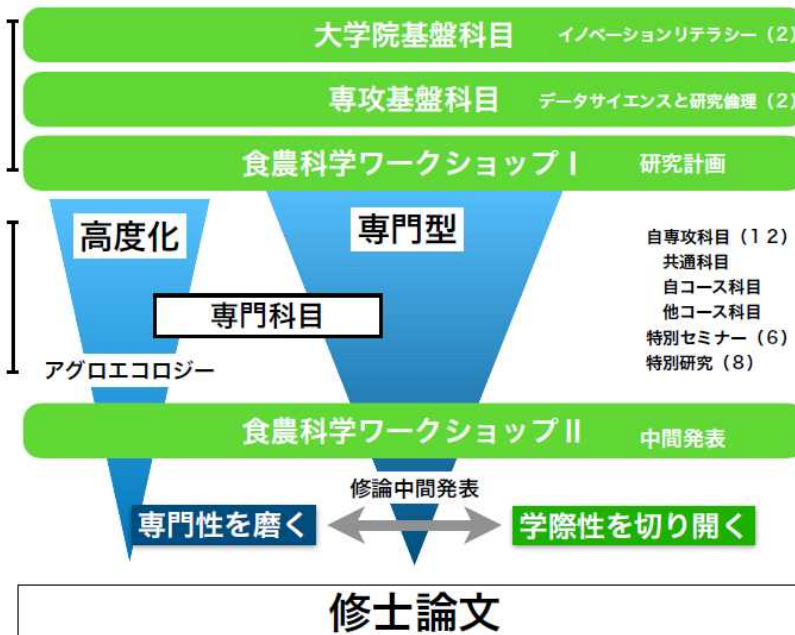 大学院基盤科目 イノベーションリテラシー（2）
専攻基盤科目 データサイエンスと研究倫理（2）
食農科学ワークショップⅠ 研究計画
高度化
専門型
専門科目
アグロエコロジー
自専攻科目（１２）
共通科目
自コース科目
他コース科目
特別セミナー（6）
特別研究（8）
食農科学ワークショップⅡ 中間発表
修論中間発表
専門性を磨く
学際性を切り開く
修士論文